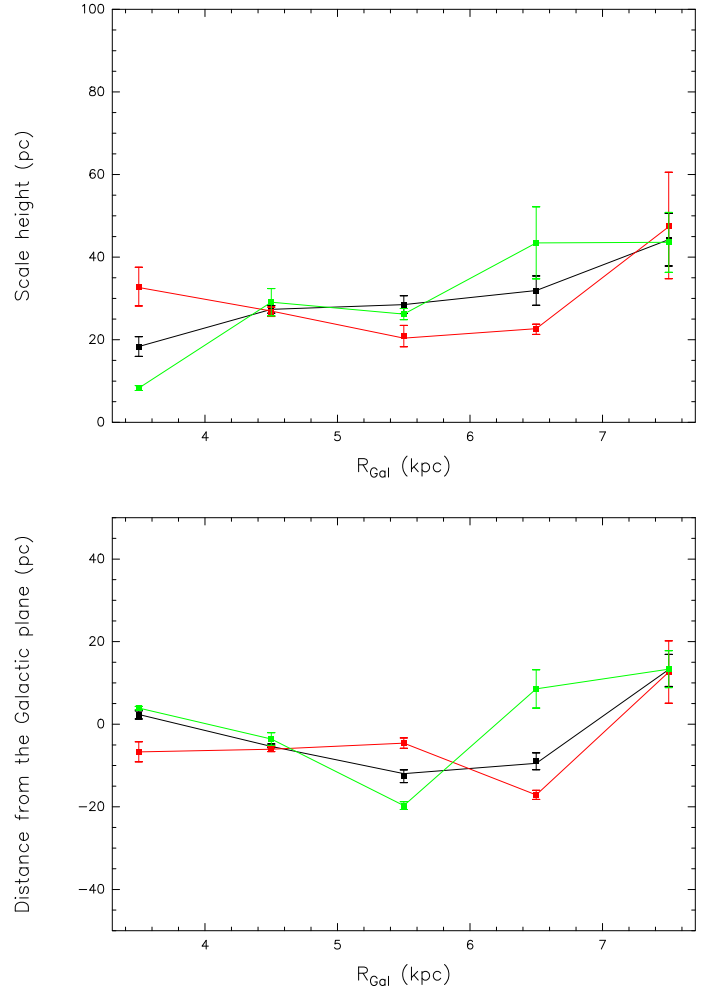 Scale height (pc)
100
80
60
40
20
0
4 5 6 7
R_Gal (kpc)
Distance from the Galactic plane (pc)
40
20
0
−20
−40
4 5 6 7
R_Gal (kpc)